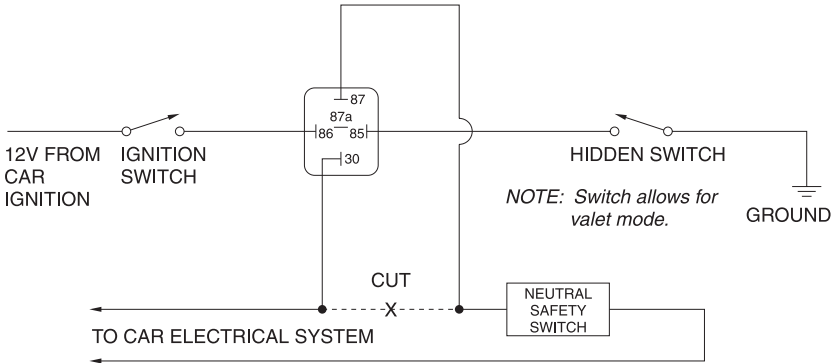 87
87a
86 85
30
12V FROM
CAR
IGNITION
IGNITION
SWITCH
HIDDEN SWITCH
NOTE: Switch allows for
valet mode.
GROUND
CUT
X
NEUTRAL
SAFETY
SWITCH
TO CAR ELECTRICAL SYSTEM